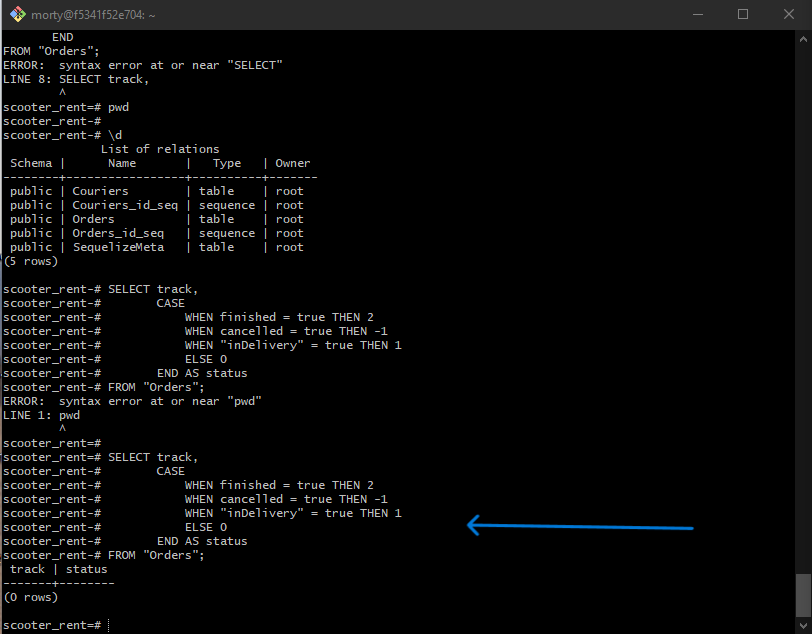 morty@f5341f52e704: ~
       END
FROM "Orders";
ERROR:  syntax error at or near "SELECT"
LINE 8: SELECT track,
        ^
scooter_rent=# pwd
scooter_rent-#
scooter_rent-# \d
              List of relations
 Schema |      Name       |   Type   | Owner
--------+-----------------+----------+-------
 public | Couriers        | table    | root
 public | Couriers_id_seq | sequence | root
 public | Orders          | table    | root
 public | Orders_id_seq   | sequence | root
 public | SequelizeMeta   | table    | root
(5 rows)
scooter_rent-# SELECT track,
scooter_rent-#        CASE
scooter_rent-#            WHEN finished = true THEN 2
scooter_rent-#            WHEN cancelled = true THEN -1
scooter_rent-#            WHEN "inDelivery" = true THEN 1
scooter_rent-#            ELSE 0
scooter_rent-#        END AS status
scooter_rent-# FROM "Orders";
ERROR:  syntax error at or near "pwd"
LINE 1: pwd
        ^
scooter_rent=#
scooter_rent=# SELECT track,
scooter_rent-#        CASE
scooter_rent-#            WHEN finished = true THEN 2
scooter_rent-#            WHEN cancelled = true THEN -1
scooter_rent-#            WHEN "inDelivery" = true THEN 1
scooter_rent-#            ELSE 0
scooter_rent-#        END AS status
scooter_rent-# FROM "Orders";
 track | status
-------+--------
(0 rows)
scooter_rent=#